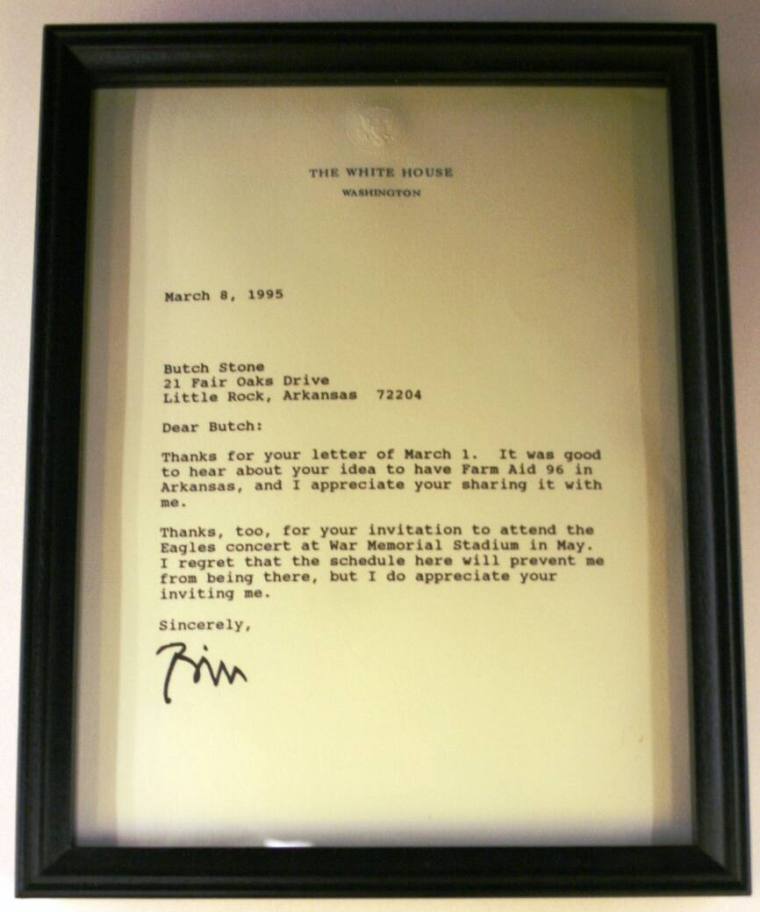 THE WHITE HOUSE
WASHINGTON
March 8, 1995
Butch Stone
21 Fair Oaks Drive
Little Rock, Arkansas 72204
Dear Butch:
Thanks for your letter of March 1. It was good
to hear about your idea to have Farm Aid 96 in
Arkansas, and I appreciate your sharing it with
me.
Thanks, too, for your invitation to attend the
Eagles concert at War Memorial Stadium in May.
I regret that the schedule here will prevent me
from being there, but I do appreciate your
inviting me.
Sincerely,
Bill